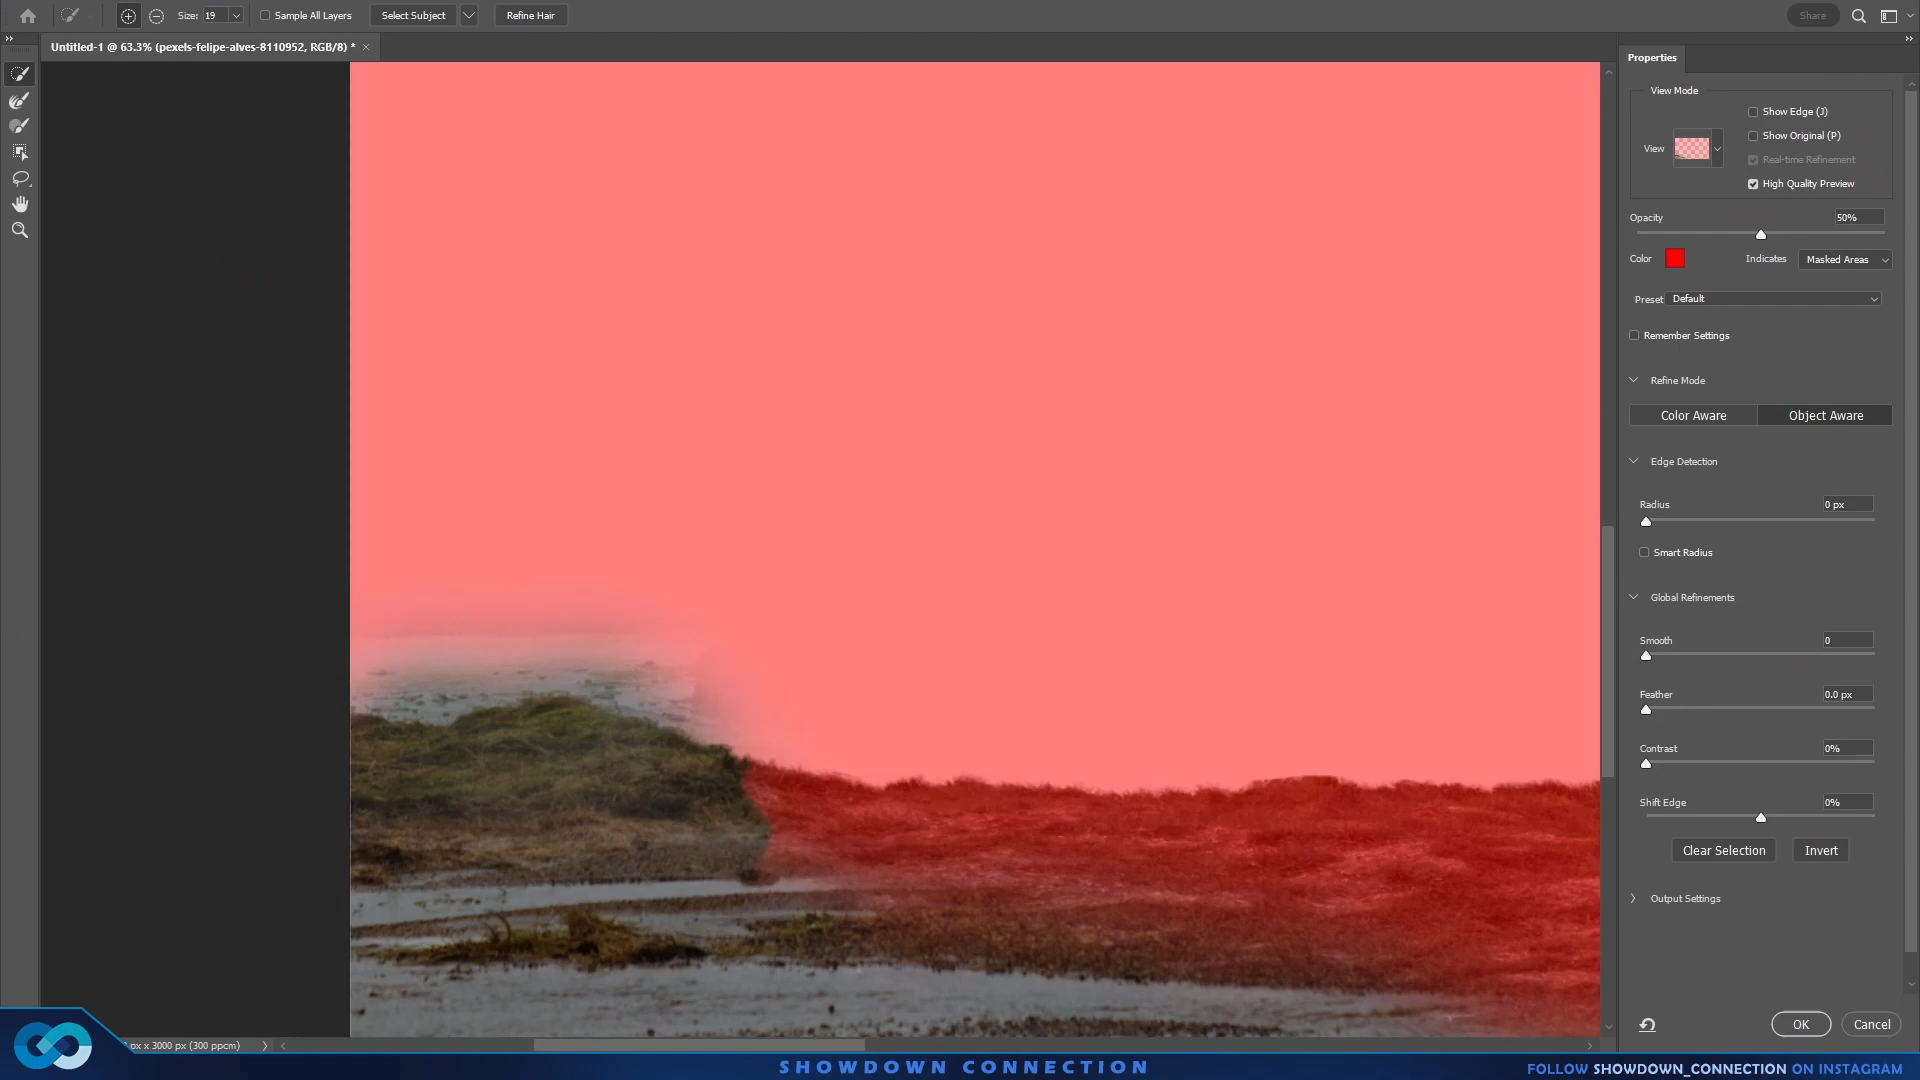 Size: 19 Sample All Layers Select Subject Refine Hair Share
Untitled-1 @ 63.3% (pexels-felipe-alves-8110952, RGB/8) * ×
Properties
View Mode
Show Edge (J)
Show Original (P)
View
Real-time Refinement
High Quality Preview
Opacity 50%
Color Indicates Masked Areas
Preset Default
Remember Settings
Refine Mode
Color Aware Object Aware
Edge Detection
Radius 0 px
Smart Radius
Global Refinements
Smooth 0
Feather 0.0 px
Contrast 0%
Shift Edge 0%
Clear Selection Invert
Output Settings
OK Cancel
px x 3000 px (300 ppcm)
SHOWDOWN CONNECTION
FOLLOW SHOWDOWN_CONNECTION ON INSTAGRAM